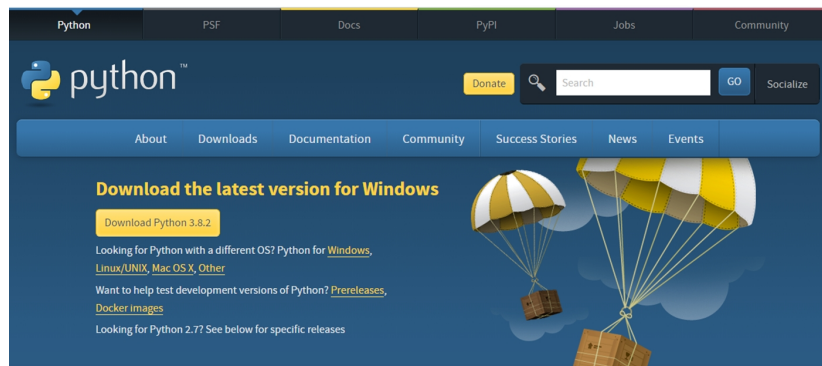 Python PSF Docs PyPI Jobs Community
python™
Donate Search GO Socialize
About Downloads Documentation Community Success Stories News Events
Download the latest version for Windows
Download Python 3.8.2
Looking for Python with a different OS? Python for Windows,
Linux/UNIX, Mac OS X, Other
Want to help test development versions of Python? Prereleases,
Docker images
Looking for Python 2.7? See below for specific releases